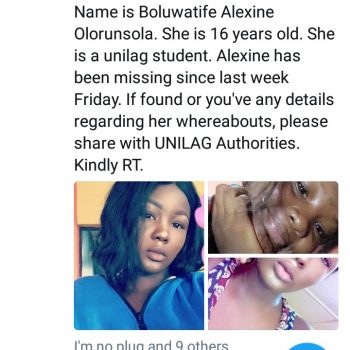 Name is Boluwatife Alexine
Olorunsola. She is 16 years old. She
is a unilag student. Alexine has
been missing since last week
Friday. If found or you've any details
regarding her whereabouts, please
share with UNILAG Authorities.
Kindly RT.
I'm no plug and 9 others